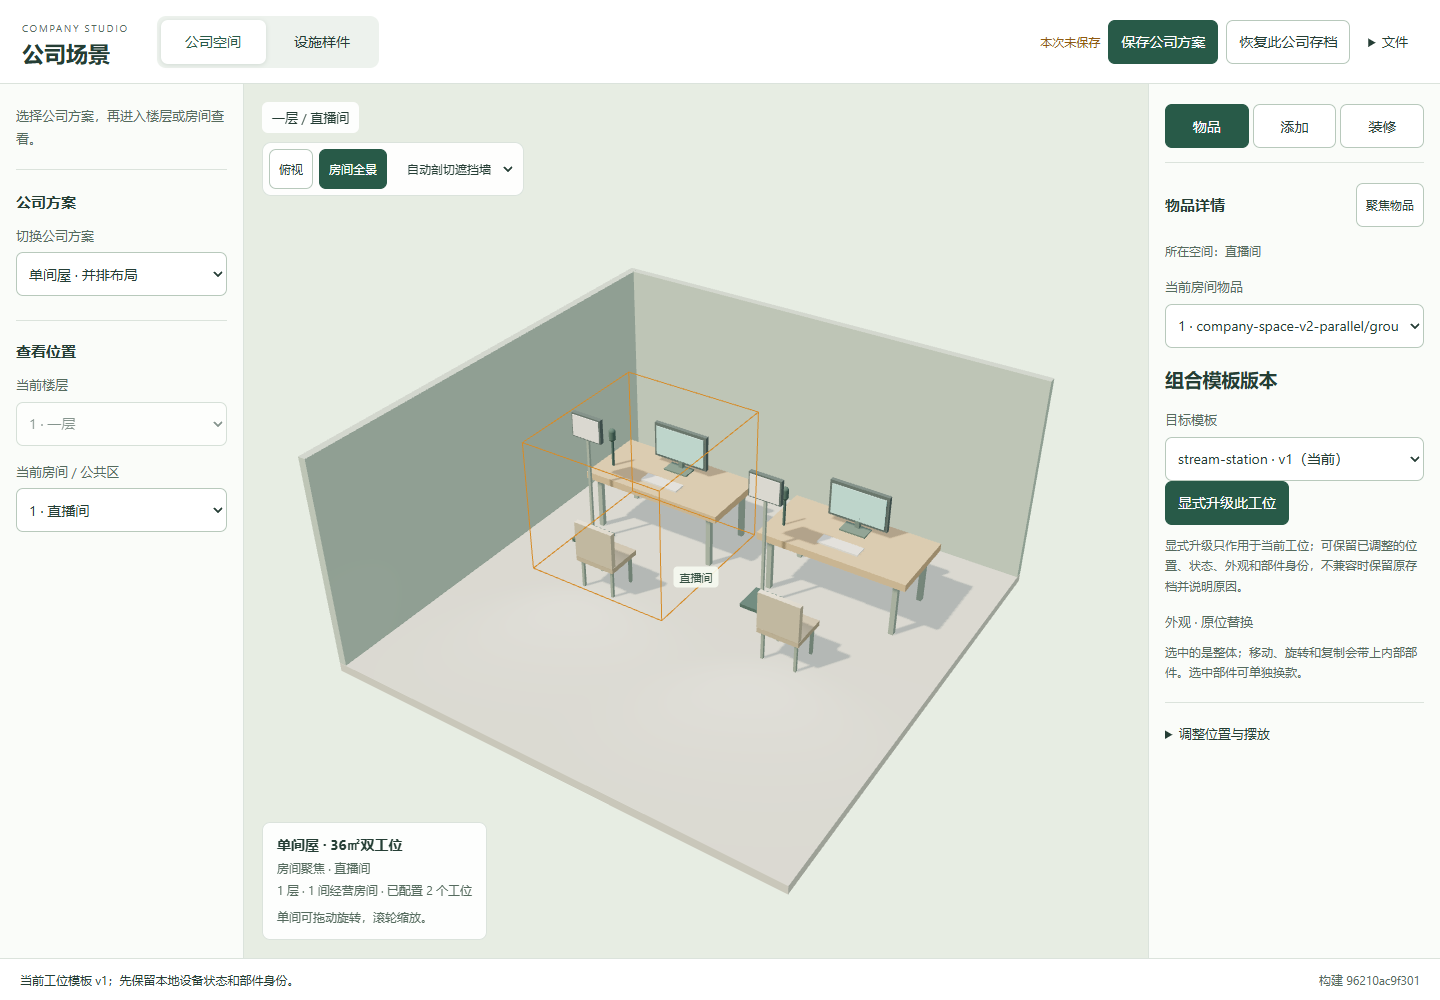 COMPANY STUDIO
公司场景
公司空间
设施样件
本次未保存
保存公司方案
恢复此公司存档
文件
选择公司方案，再进入楼层或房间查
看。
公司方案
切换公司方案
单间屋 · 并排布局
查看位置
当前楼层
1 · 一层
当前房间 / 公共区
1 · 直播间
一层 / 直播间
俯视
房间全景
自动剖切遮挡墙
直播间
单间屋 · 36㎡双工位
房间聚焦 · 直播间
1 层 · 1 间经营房间 · 已配置 2 个工位
单间可拖动旋转，滚轮缩放。
物品
添加
装修
物品详情
聚焦物品
所在空间：直播间
当前房间物品
1 · company-space-v2-parallel/grou
组合模板版本
目标模板
stream-station · v1（当前）
显式升级此工位
显式升级只作用于当前工位；可保留已调整的位
置、状态、外观和部件身份，不兼容时保留原存
档并说明原因。
外观 · 原位替换
选中的是整体；移动、旋转和复制会带上内部部
件。选中部件可单独换款。
调整位置与摆放
当前工位模板 v1；先保留本地设备状态和部件身份。
构建 96210ac9f301